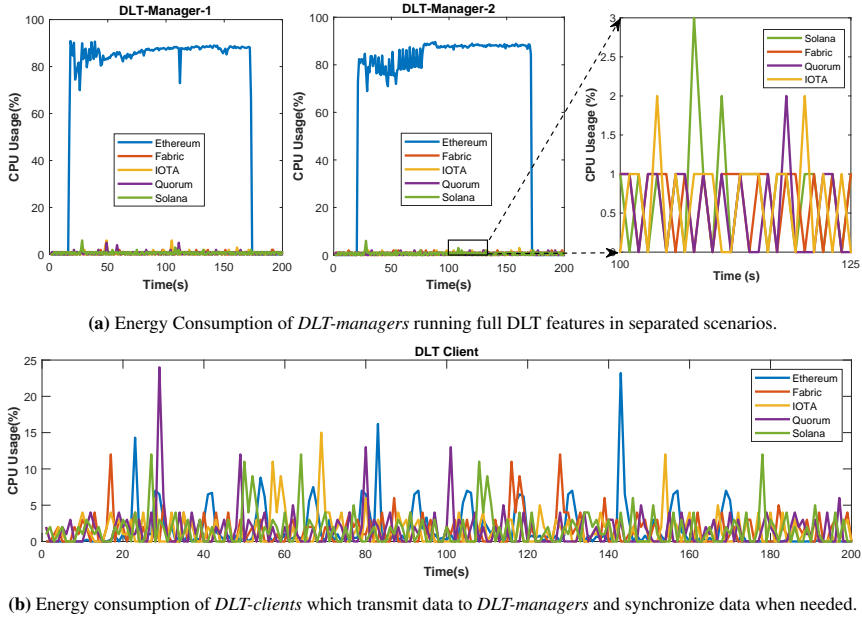 DLT-Manager-1
100
80
60
40
20
0
CPU Usage(%)
Ethereum
Fabric
IOTA
Quorum
Solana
0 50 100 150 200
Time(s)
DLT-Manager-2
100
80
60
40
20
0
CPU Usage(%)
Ethereum
Fabric
IOTA
Quorum
Solana
0 50 100 150 200
Time(s)
3
2.5
2
1.5
1
0.5
0
CPU Useage (%)
Solana
Fabric
Quorum
IOTA
100 125
Time (s)
(a) Energy Consumption of DLT-managers running full DLT features in separated scenarios.
DLT Client
25
20
15
10
5
0
CPU Usage(%)
Ethereum
Fabric
IOTA
Quorum
Solana
0 20 40 60 80 100 120 140 160 180 200
Time(s)
(b) Energy consumption of DLT-clients which transmit data to DLT-managers and synchronize data when needed.